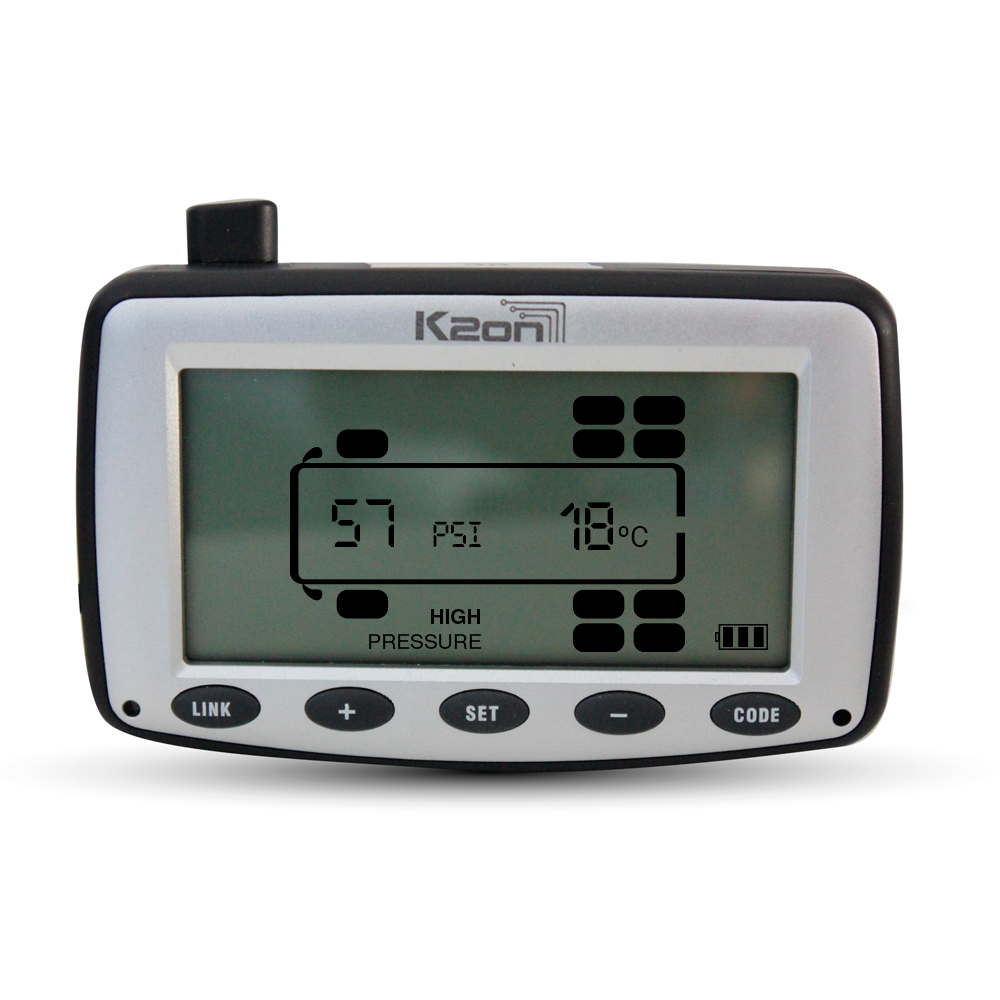 K2on
57 PSI 18 °C
HIGH
PRESSURE
LINK + SET − CODE